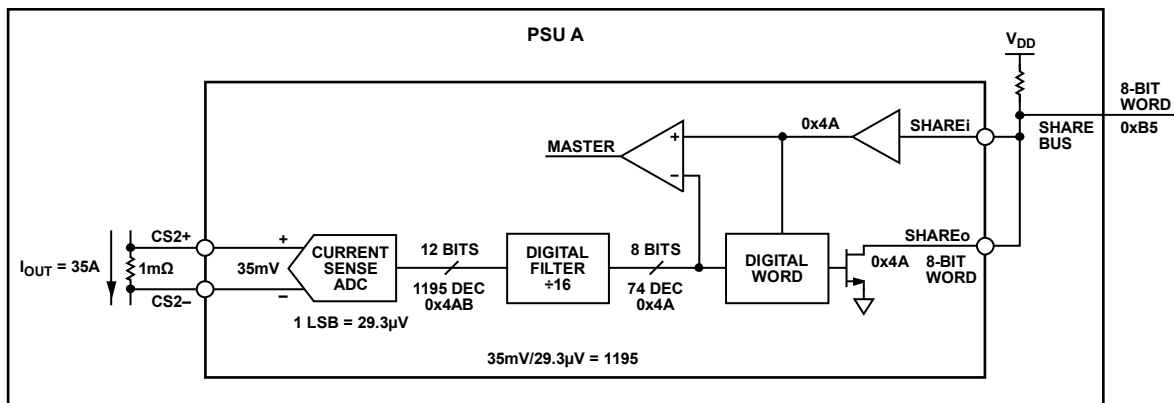 PSU A
VDD
8-BIT
WORD
0xB5
SHARE
BUS
0x4A
SHAREi
MASTER
+
−
CS2+
IOUT = 35A
1mΩ
CS2–
+
35mV
−
CURRENT
SENSE
ADC
12 BITS
1195 DEC
0x4AB
DIGITAL
FILTER
÷16
8 BITS
74 DEC
0x4A
DIGITAL
WORD
SHAREo
0x4A
8-BIT
WORD
1 LSB = 29.3µV
35mV/29.3µV = 1195